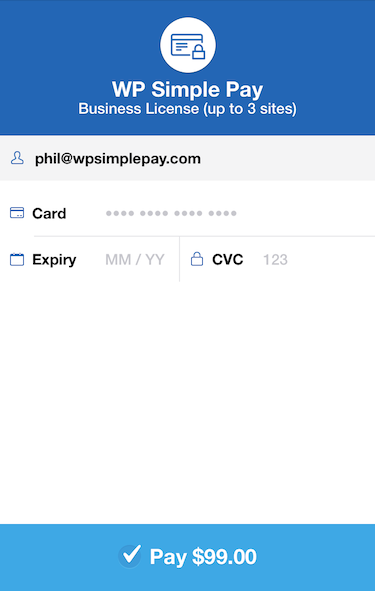 WP Simple Pay
Business License (up to 3 sites)
phil@wpsimplepay.com
Card •••• •••• •••• ••••
Expiry MM / YY CVC 123
Pay $99.00